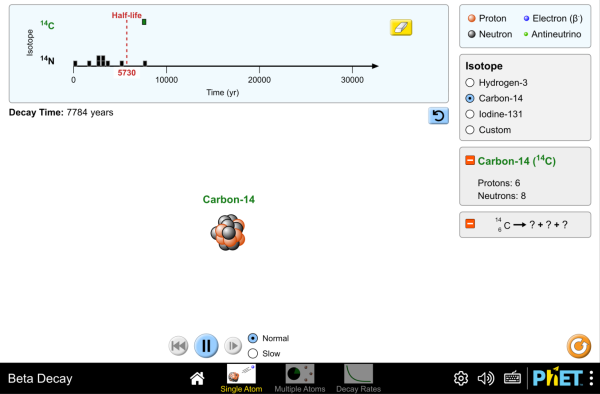 Half-life
¹⁴C
Isotope
¹⁴N
5730
0 10000 20000 30000
Time (yr)
Decay Time: 7784 years
Proton Electron (β⁻)
Neutron Antineutrino
Isotope
Hydrogen-3
Carbon-14
Iodine-131
Custom
Carbon-14 (¹⁴C)
Protons: 6
Neutrons: 8
¹⁴₆C → ? + ? + ?
Carbon-14
Normal
Slow
Beta Decay
Single Atom
Multiple Atoms
Decay Rates
PhET